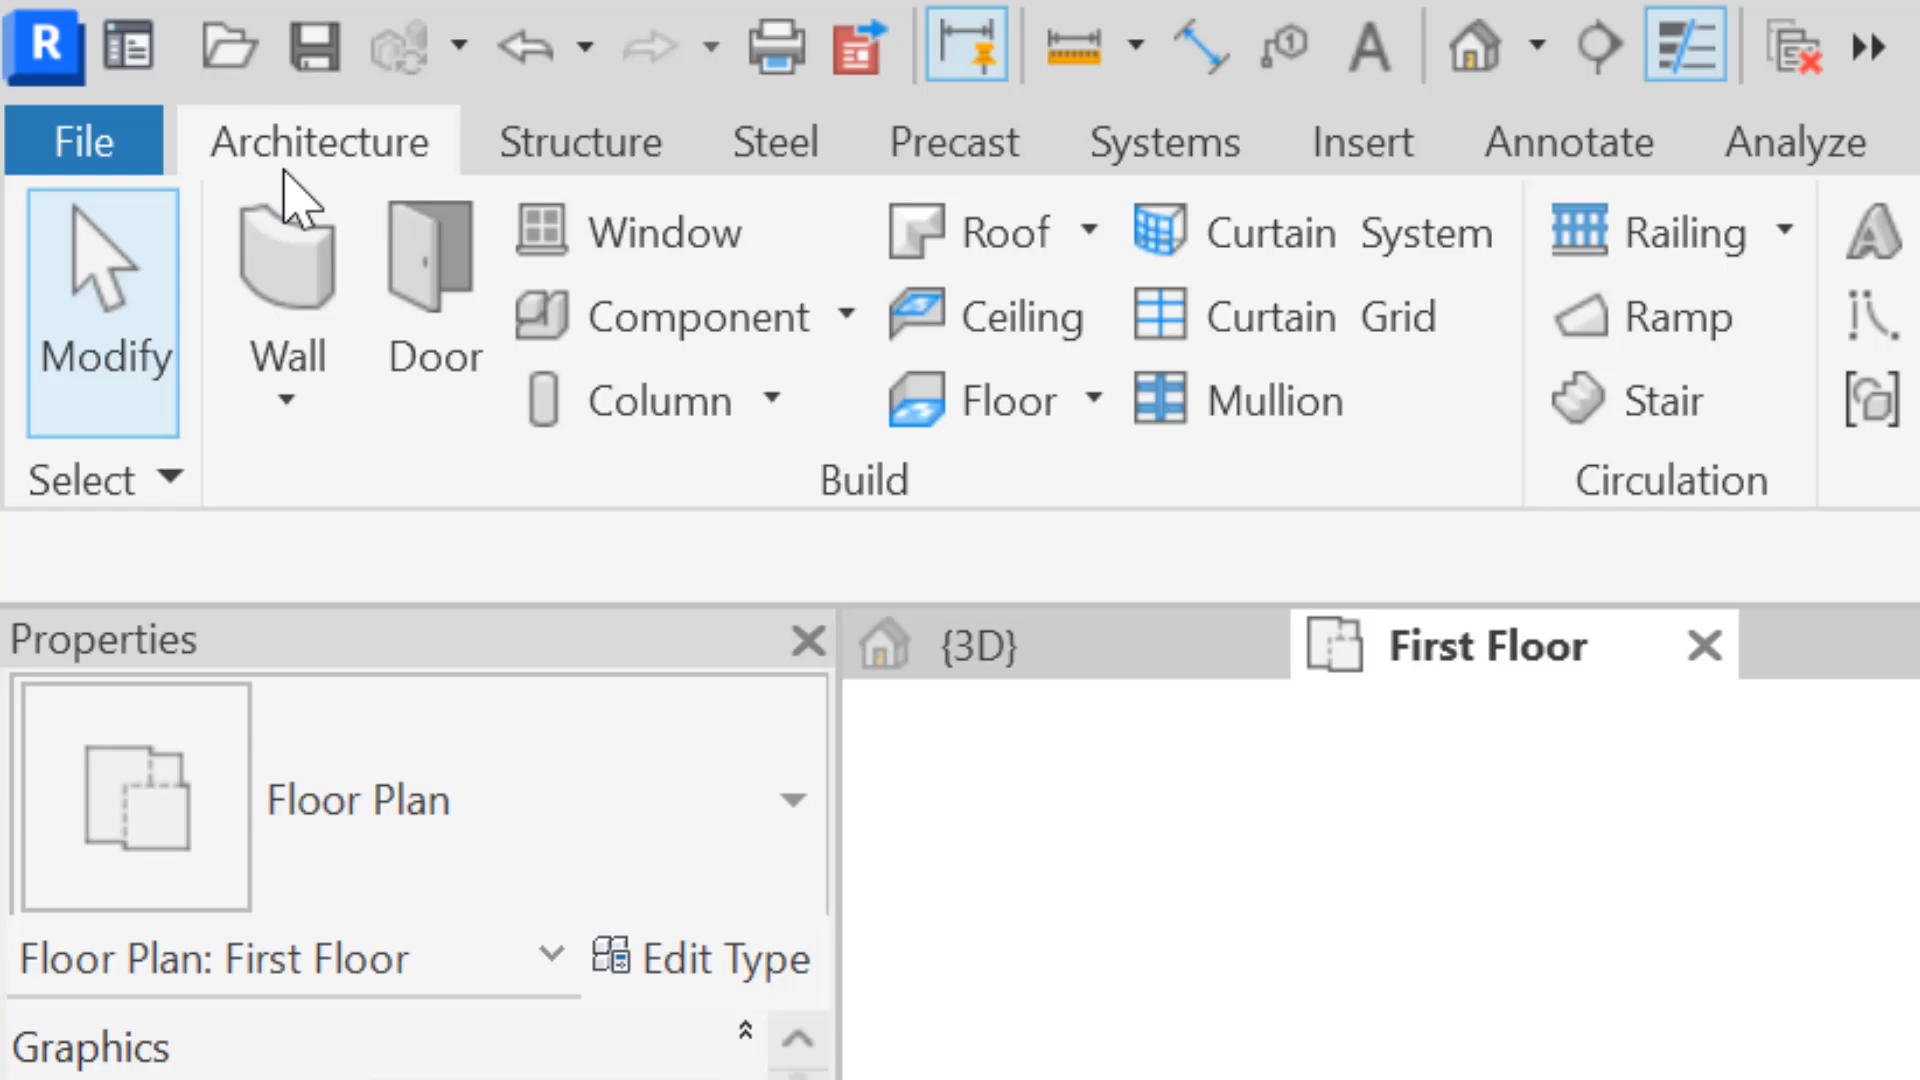 R
1
A
File Architecture Structure Steel Precast Systems Insert Annotate Analyze
Window Roof Curtain System Railing A
Component Ceiling Curtain Grid Ramp
Modify Wall Door
Column Floor Mullion Stair
Select Build Circulation
Properties {3D} First Floor
Floor Plan
Floor Plan: First Floor Edit Type
Graphics